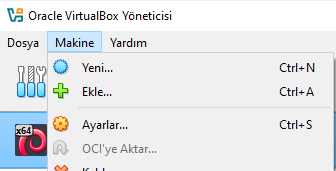 Oracle VirtualBox Yöneticisi
Dosya Makine Yardım
Yeni... Ctrl+N
Ekle... Ctrl+A
x64 Ayarlar... Ctrl+S
OCI'ye Aktar...